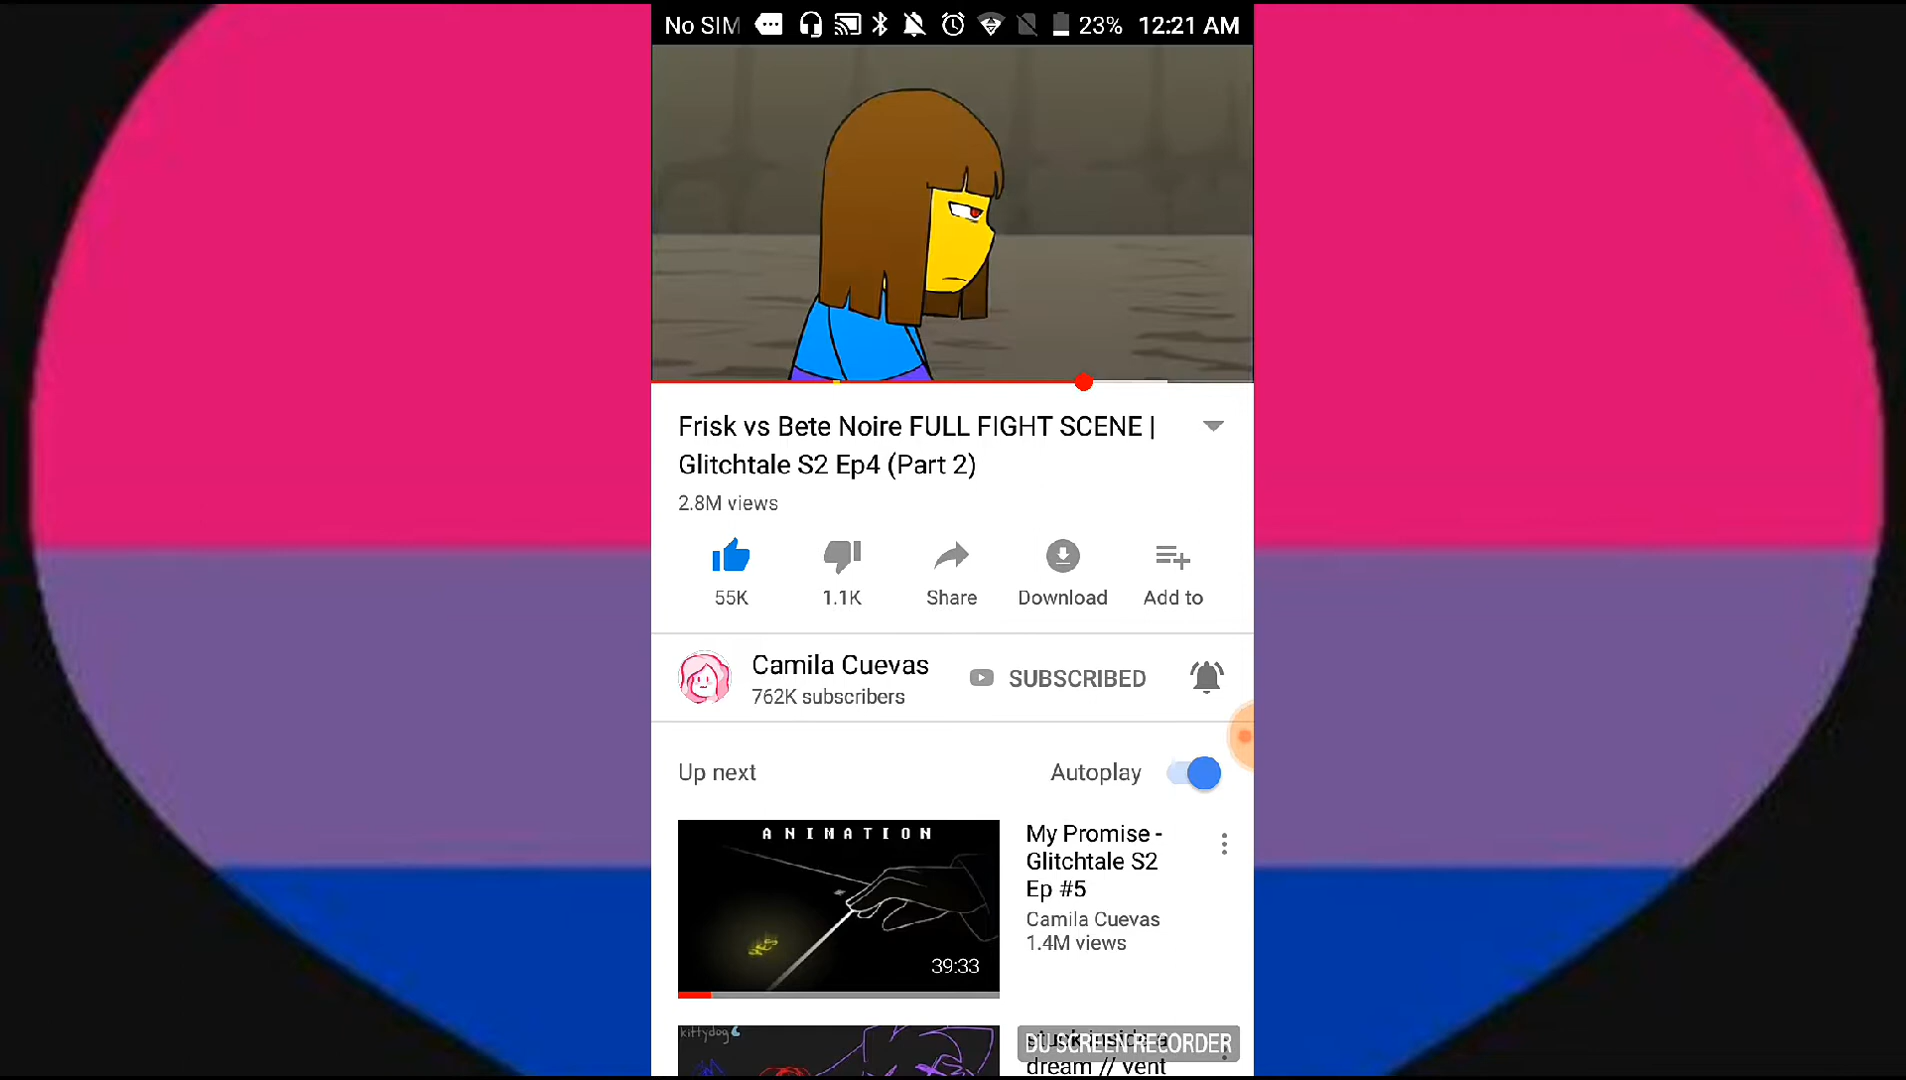 No SIM 23% 12:21 AM
Frisk vs Bete Noire FULL FIGHT SCENE |
Glitchtale S2 Ep4 (Part 2)
2.8M views
55K 1.1K Share Download Add to
Camila Cuevas
762K subscribers
SUBSCRIBED
Up next Autoplay
ANIMATION
YES
39:33
My Promise -
Glitchtale S2
Ep #5
Camila Cuevas
1.4M views
kittydog
DU SCREEN RECORDER
dream // vent